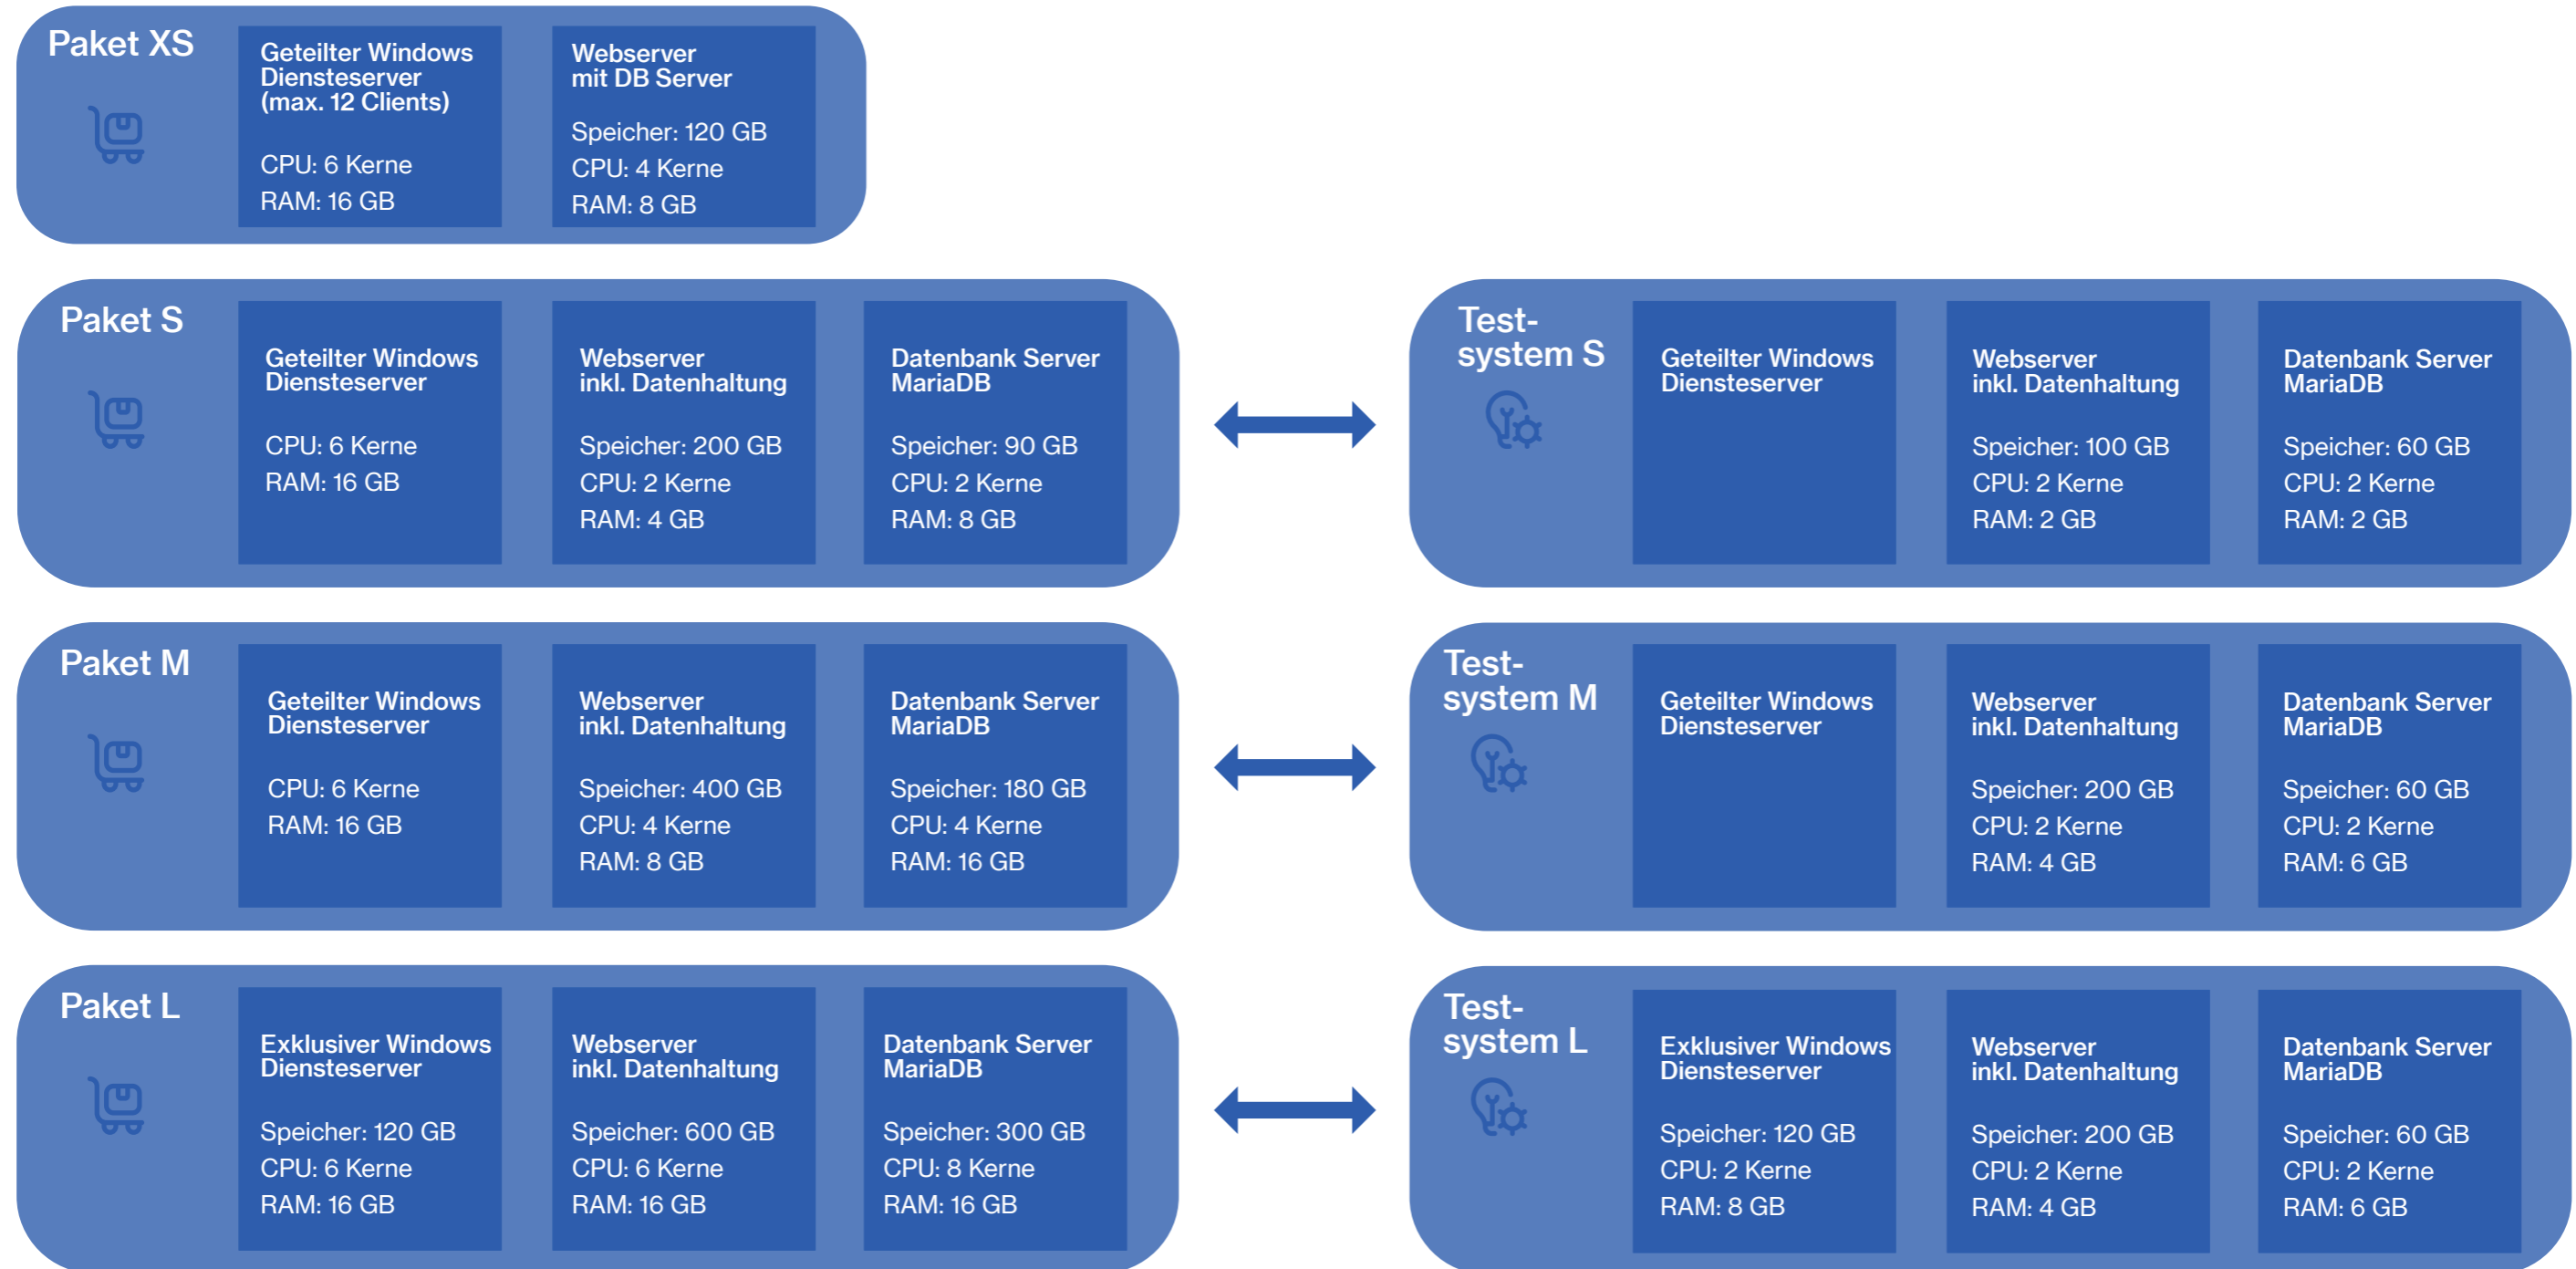 Paket XS
Geteilter Windows
Diensteserver
(max. 12 Clients)
CPU: 6 Kerne
RAM: 16 GB
Webserver
mit DB Server
Speicher: 120 GB
CPU: 4 Kerne
RAM: 8 GB
Paket S
Geteilter Windows
Diensteserver
CPU: 6 Kerne
RAM: 16 GB
Webserver
inkl. Datenhaltung
Speicher: 200 GB
CPU: 2 Kerne
RAM: 4 GB
Datenbank Server
MariaDB
Speicher: 90 GB
CPU: 2 Kerne
RAM: 8 GB
Test-
system S
Geteilter Windows
Diensteserver
Webserver
inkl. Datenhaltung
Speicher: 100 GB
CPU: 2 Kerne
RAM: 2 GB
Datenbank Server
MariaDB
Speicher: 60 GB
CPU: 2 Kerne
RAM: 2 GB
Paket M
Geteilter Windows
Diensteserver
CPU: 6 Kerne
RAM: 16 GB
Webserver
inkl. Datenhaltung
Speicher: 400 GB
CPU: 4 Kerne
RAM: 8 GB
Datenbank Server
MariaDB
Speicher: 180 GB
CPU: 4 Kerne
RAM: 16 GB
Test-
system M
Geteilter Windows
Diensteserver
Webserver
inkl. Datenhaltung
Speicher: 200 GB
CPU: 2 Kerne
RAM: 4 GB
Datenbank Server
MariaDB
Speicher: 60 GB
CPU: 2 Kerne
RAM: 6 GB
Paket L
Exklusiver Windows
Diensteserver
Speicher: 120 GB
CPU: 6 Kerne
RAM: 16 GB
Webserver
inkl. Datenhaltung
Speicher: 600 GB
CPU: 6 Kerne
RAM: 16 GB
Datenbank Server
MariaDB
Speicher: 300 GB
CPU: 8 Kerne
RAM: 16 GB
Test-
system L
Exklusiver Windows
Diensteserver
Speicher: 120 GB
CPU: 2 Kerne
RAM: 8 GB
Webserver
inkl. Datenhaltung
Speicher: 200 GB
CPU: 2 Kerne
RAM: 4 GB
Datenbank Server
MariaDB
Speicher: 60 GB
CPU: 2 Kerne
RAM: 6 GB